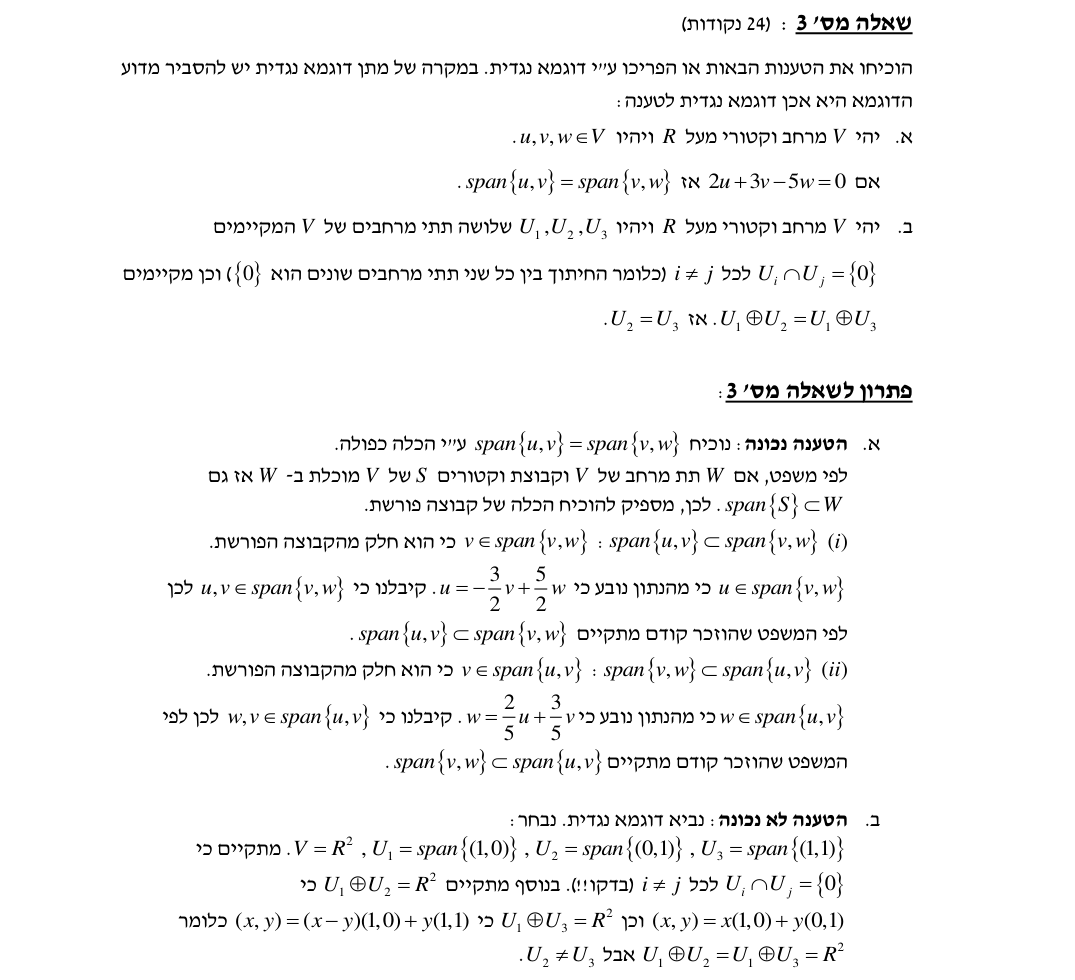 שאלה מס' 3 : (24 נקודות)
הוכיחו את הטענות הבאות או הפריכו ע"י דוגמא נגדית. במקרה של מתן דוגמא נגדית יש להסביר מדוע
הדוגמא היא אכן דוגמא נגדית לטענה:
א. יהי V מרחב וקטורי מעל R ויהיו u,v,w∈V.
אם 2u+3v−5w=0 אז span{u,v}=span{v,w}.
ב. יהי V מרחב וקטורי מעל R ויהיו U₁,U₂,U₃ שלושה תתי מרחבים של V המקיימים
Uᵢ∩Uⱼ={0} לכל i≠j (כלומר החיתוך בין כל שני תתי מרחבים שונים הוא {0}) וכן מקיימים
U₁⊕U₂=U₁⊕U₃. אז U₂=U₃.
פתרון לשאלה מס' 3:
א. הטענה נכונה: נוכיח span{u,v}=span{v,w} ע"י הכלה כפולה.
לפי משפט, אם W תת מרחב של V וקבוצת וקטורים S של V מוכלת ב- W אז גם
span{S}⊂W. לכן, מספיק להוכיח הכלה של קבוצה פורשת.
(i) span{u,v}⊂span{v,w} : v∈span{v,w} כי הוא חלק מהקבוצה הפורשת.
u∈span{v,w} כי מהנתון נובע כי u=−3/2v+5/2w. קיבלנו כי u,v∈span{v,w} לכן
לפי המשפט שהוזכר קודם מתקיים span{u,v}⊂span{v,w}.
(ii) span{v,w}⊂span{u,v} : v∈span{u,v} כי הוא חלק מהקבוצה הפורשת.
w∈span{u,v} כי מהנתון נובע כי w=2/5u+3/5v. קיבלנו כי w,v∈span{u,v} לכן לפי
המשפט שהוזכר קודם מתקיים span{v,w}⊂span{u,v}.
ב. הטענה לא נכונה: נביא דוגמא נגדית. נבחר:
V=R² , U₁=span{(1,0)} , U₂=span{(0,1)} , U₃=span{(1,1)}. מתקיים כי
Uᵢ∩Uⱼ={0} לכל i≠j (בדקו!!). בנוסף מתקיים U₁⊕U₂=R² כי
(x,y)=x(1,0)+y(0,1) וכן U₁⊕U₃=R² כי (x,y)=(x−y)(1,0)+y(1,1) כלומר
U₁⊕U₂=U₁⊕U₃=R² אבל U₂≠U₃.